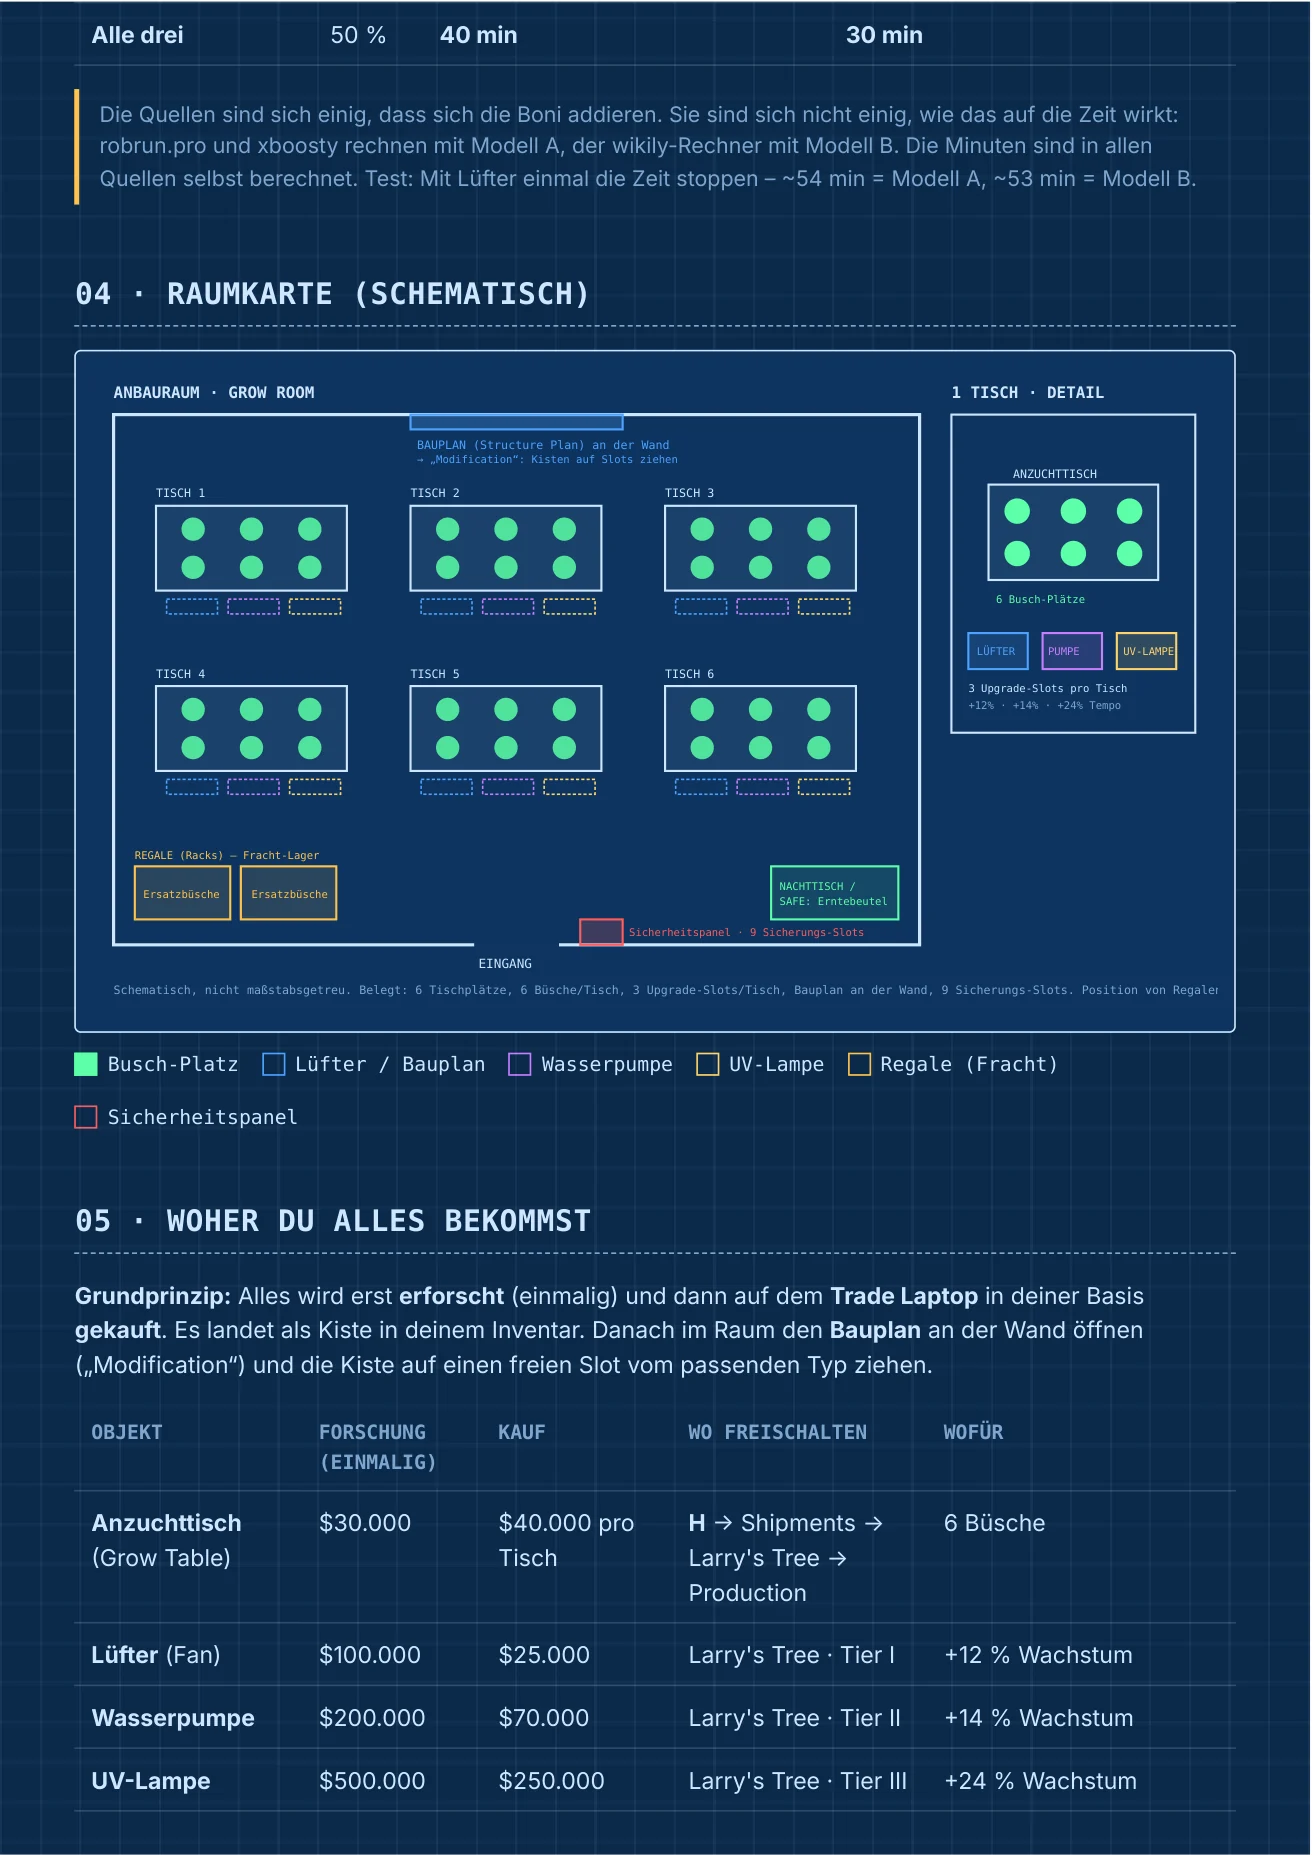 Alle drei 50 % 40 min 30 min
Die Quellen sind sich einig, dass sich die Boni addieren. Sie sind sich nicht einig, wie das auf die Zeit wirkt:
robrun.pro und xboosty rechnen mit Modell A, der wikily-Rechner mit Modell B. Die Minuten sind in allen
Quellen selbst berechnet. Test: Mit Lüfter einmal die Zeit stoppen – ~54 min = Modell A, ~53 min = Modell B.
04 · RAUMKARTE (SCHEMATISCH)
ANBAURAUM · GROW ROOM
BAUPLAN (Structure Plan) an der Wand
→ „Modification“: Kisten auf Slots ziehen
TISCH 1
TISCH 2
TISCH 3
TISCH 4
TISCH 5
TISCH 6
REGALE (Racks) — Fracht-Lager
Ersatzbüsche
Ersatzbüsche
NACHTTISCH /
SAFE: Erntebeutel
Sicherheitspanel · 9 Sicherungs-Slots
EINGANG
1 TISCH · DETAIL
ANZUCHTTISCH
6 Busch-Plätze
LÜFTER
PUMPE
UV-LAMPE
3 Upgrade-Slots pro Tisch
+12% · +14% · +24% Tempo
Schematisch, nicht maßstabsgetreu. Belegt: 6 Tischplätze, 6 Büsche/Tisch, 3 Upgrade-Slots/Tisch, Bauplan an der Wand, 9 Sicherungs-Slots. Position von Regalen
Busch-Platz
Lüfter / Bauplan
Wasserpumpe
UV-Lampe
Regale (Fracht)
Sicherheitspanel
05 · WOHER DU ALLES BEKOMMST
Grundprinzip: Alles wird erst erforscht (einmalig) und dann auf dem Trade Laptop in deiner Basis
gekauft. Es landet als Kiste in deinem Inventar. Danach im Raum den Bauplan an der Wand öffnen
(„Modification“) und die Kiste auf einen freien Slot vom passenden Typ ziehen.
OBJEKT FORSCHUNG KAUF WO FREISCHALTEN WOFÜR
(EINMALIG)
Anzuchttisch $30.000 $40.000 pro H → Shipments → 6 Büsche
(Grow Table) Tisch Larry's Tree →
Production
Lüfter (Fan) $100.000 $25.000 Larry's Tree · Tier I +12 % Wachstum
Wasserpumpe $200.000 $70.000 Larry's Tree · Tier II +14 % Wachstum
UV-Lampe $500.000 $250.000 Larry's Tree · Tier III +24 % Wachstum